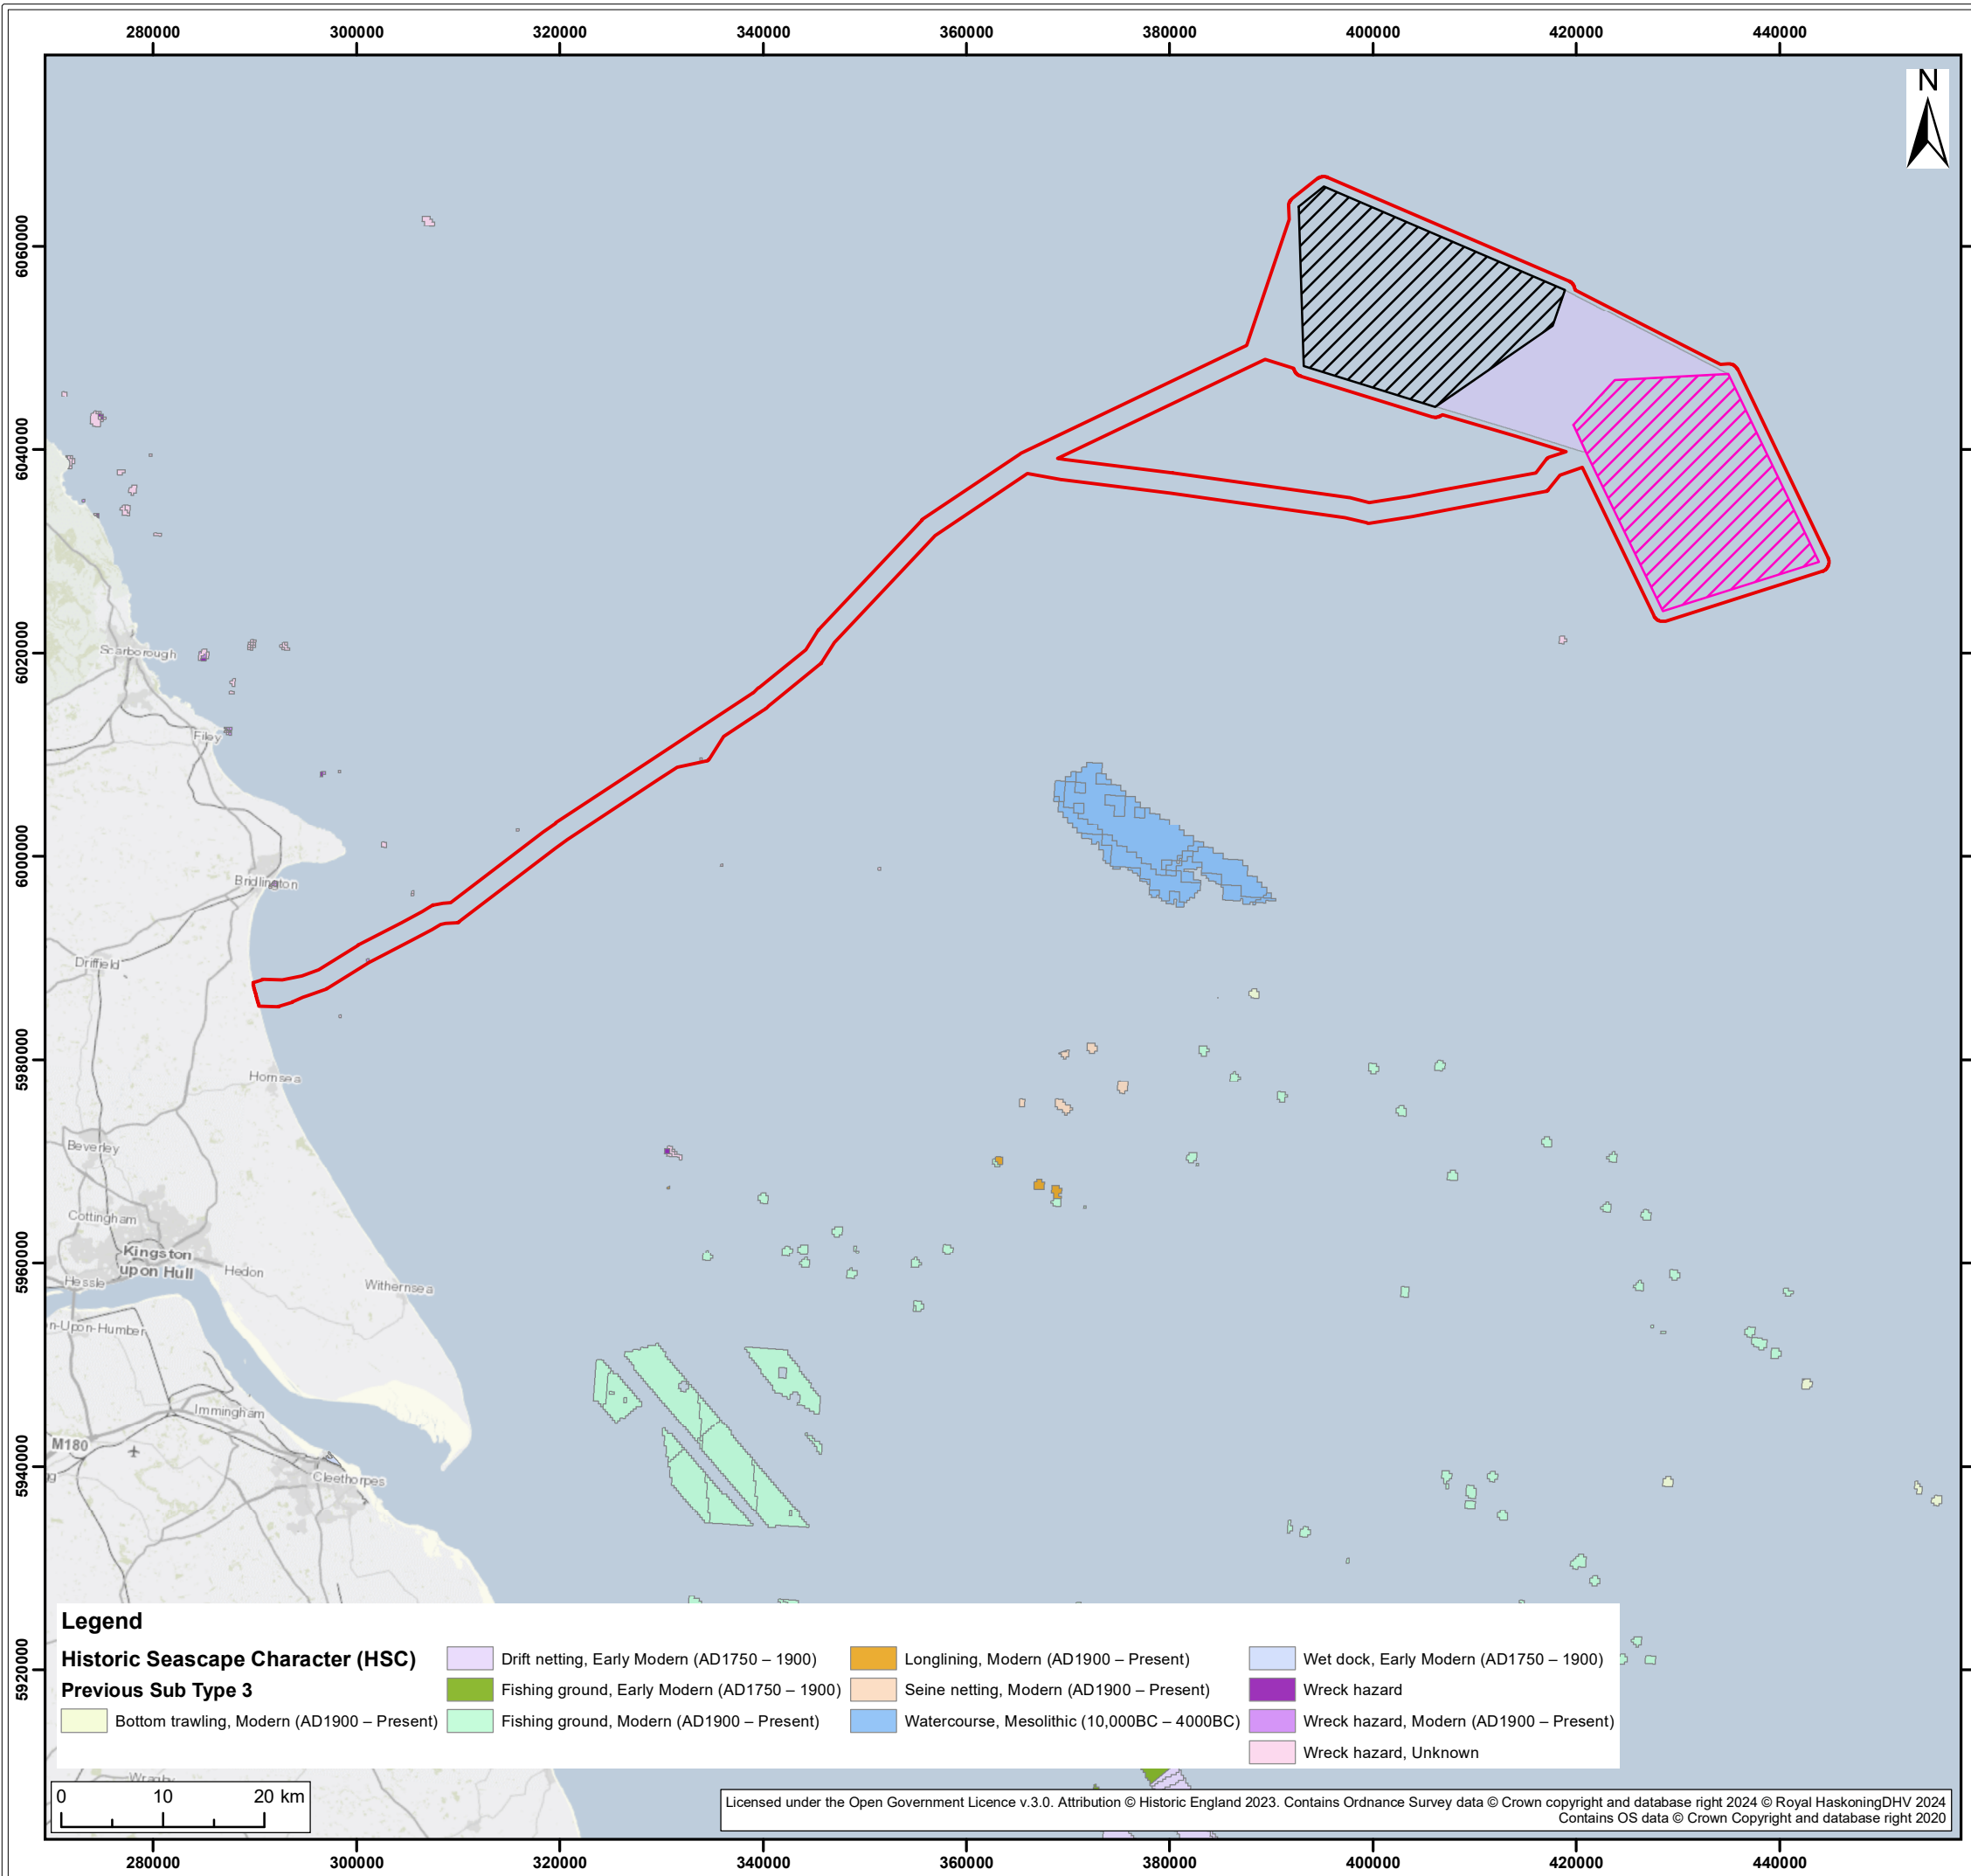 280000 300000 320000 340000 360000 380000 400000 420000 440000
N
6060000
6040000
6020000
6000000
5980000
5960000
5940000
5920000
Scarborough
Filey
Bridlington
Driffield
Hornsea
Beverley
Cottingham
Kingston
upon Hull
Hedon
Hessle
Withernsea
n-Upon-Humber
Immingham
M180
Cleethorpes
Wragby
Legend
Historic Seascape Character (HSC)
Previous Sub Type 3
Bottom trawling, Modern (AD1900 – Present)
Drift netting, Early Modern (AD1750 – 1900)
Fishing ground, Early Modern (AD1750 – 1900)
Fishing ground, Modern (AD1900 – Present)
Longlining, Modern (AD1900 – Present)
Seine netting, Modern (AD1900 – Present)
Watercourse, Mesolithic (10,000BC – 4000BC)
Wet dock, Early Modern (AD1750 – 1900)
Wreck hazard
Wreck hazard, Modern (AD1900 – Present)
Wreck hazard, Unknown
0 10 20 km
Licensed under the Open Government Licence v.3.0. Attribution © Historic England 2023. Contains Ordnance Survey data © Crown copyright and database right 2024 © Royal HaskoningDHV 2024
Contains OS data © Crown Copyright and database right 2020
280000 300000 320000 340000 360000 380000 400000 420000 440000